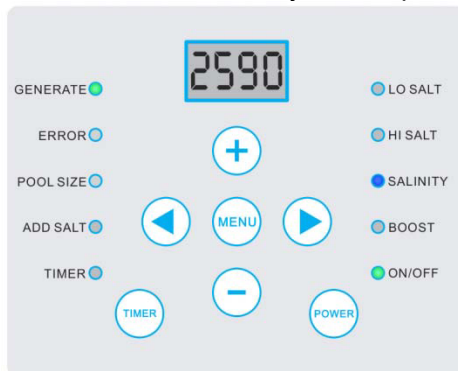 2590
GENERATE
LO SALT
ERROR
HI SALT
+
POOL SIZE
SALINITY
ADD SALT
MENU
BOOST
TIMER
−
ON/OFF
TIMER
POWER